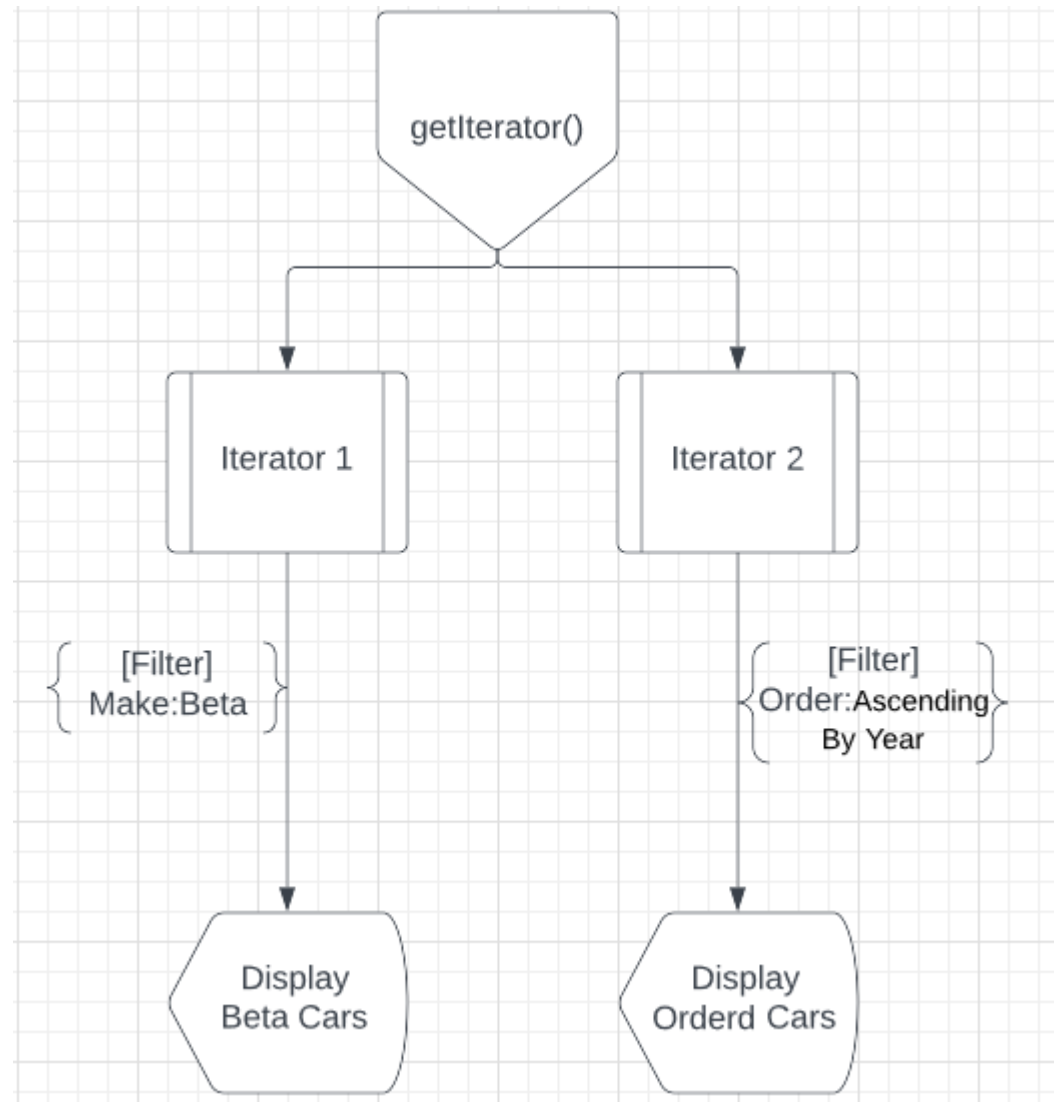 getIterator()
Iterator 1
Iterator 2
[Filter]
Make:Beta
[Filter]
Order:Ascending
By Year
Display
Beta Cars
Display
Orderd Cars